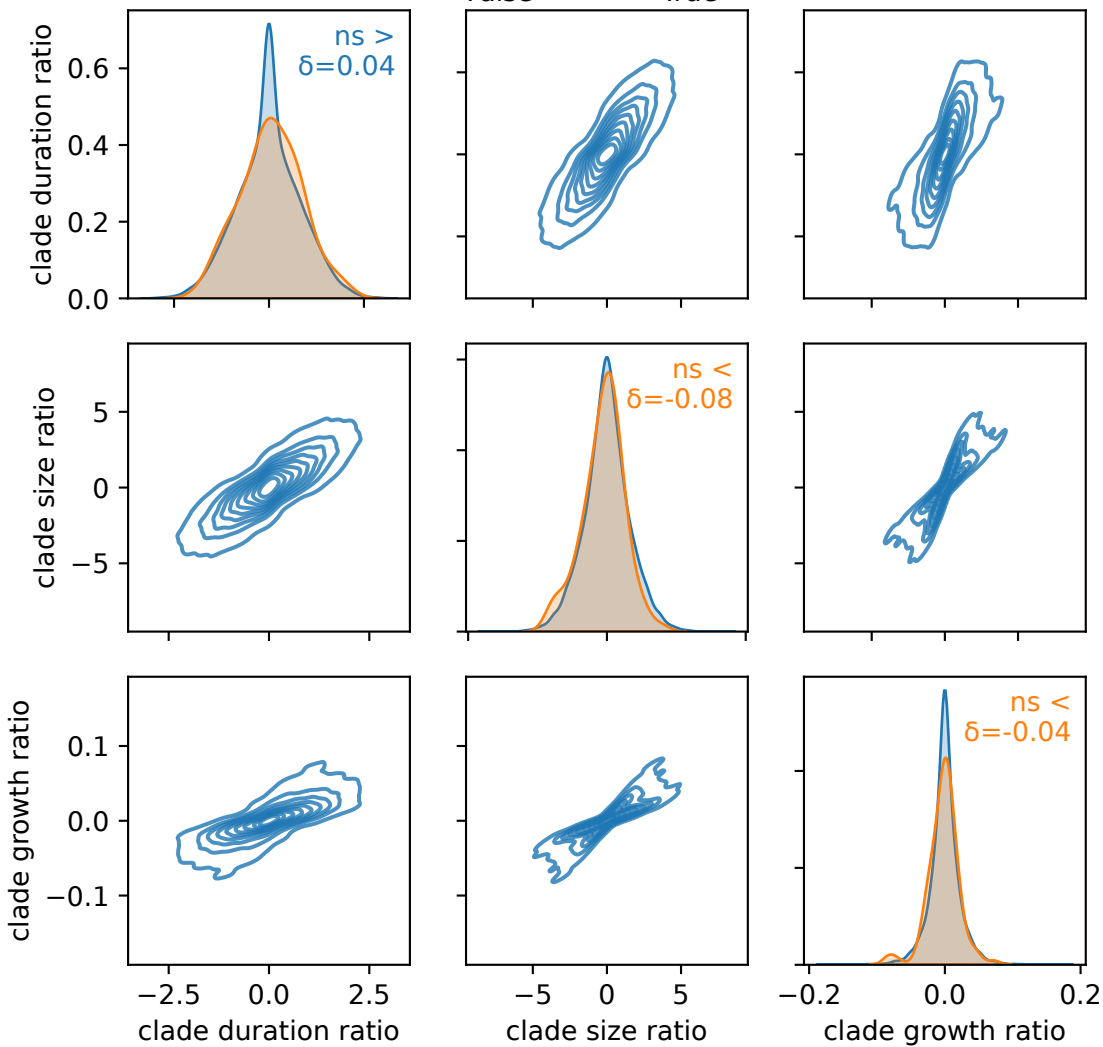 True
clade duration ratio
0.6
0.4
0.2
0.0
ns >
δ=0.04
clade size ratio
5
0
−5
ns <
δ=-0.08
clade growth ratio
0.1
0.0
−0.1
ns <
δ=-0.04
−2.5 0.0 2.5
clade duration ratio
−5 0 5
clade size ratio
−0.2 0.0 0.2
clade growth ratio